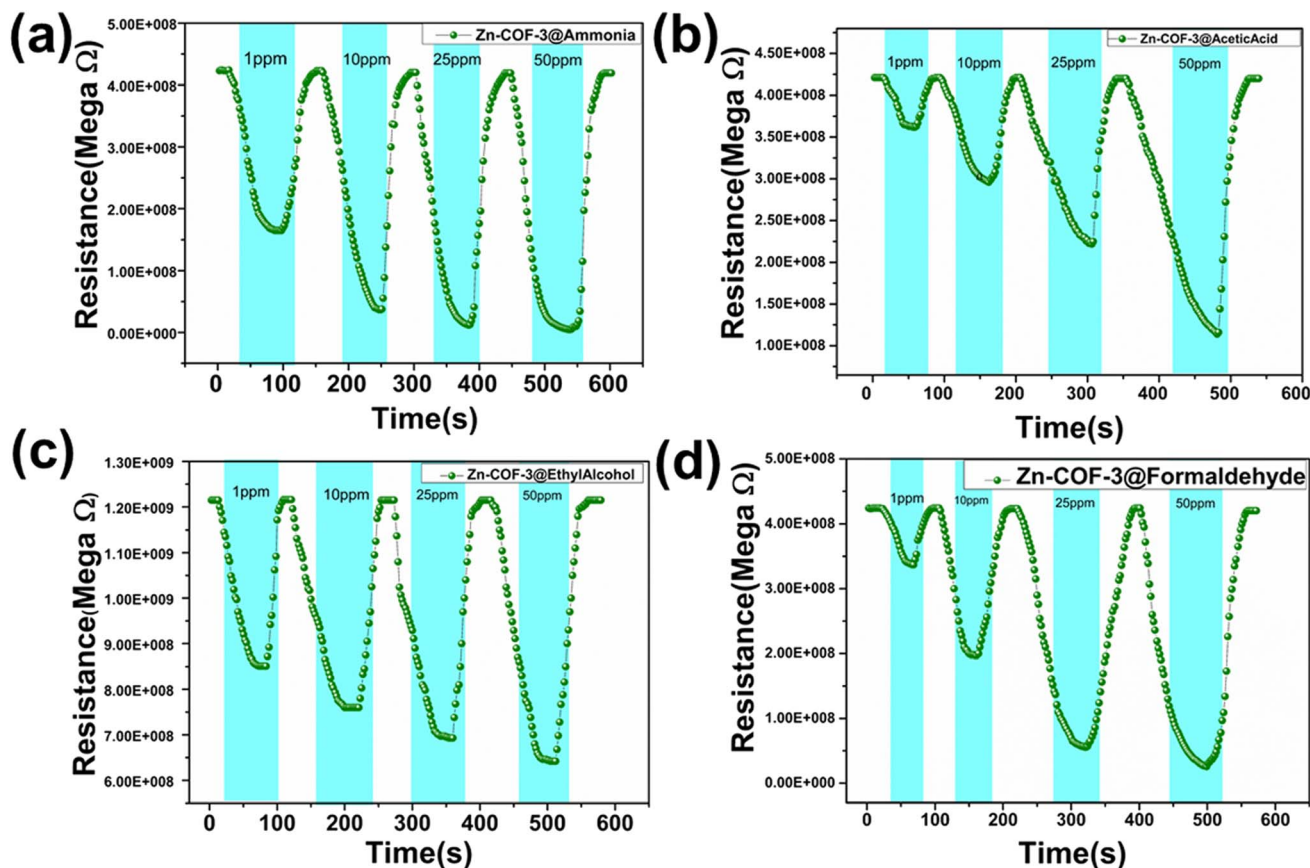 (a)
Zn-COF-3@Ammonia
1ppm 10ppm 25ppm 50ppm
Resistance(Mega Ω)
5.00E+008
4.00E+008
3.00E+008
2.00E+008
1.00E+008
0.00E+000
0 100 200 300 400 500 600
Time(s)
(b)
Zn-COF-3@AceticAcid
1ppm 10ppm 25ppm 50ppm
Resistance(Mega Ω)
4.50E+008
4.00E+008
3.50E+008
3.00E+008
2.50E+008
2.00E+008
1.50E+008
1.00E+008
0 100 200 300 400 500 600
Time(s)
(c)
Zn-COF-3@EthylAlcohol
1ppm 10ppm 25ppm 50ppm
Resistance(Mega Ω)
1.30E+009
1.20E+009
1.10E+009
1.00E+009
9.00E+008
8.00E+008
7.00E+008
6.00E+008
0 100 200 300 400 500 600
Time(s)
(d)
Zn-COF-3@Formaldehyde
1ppm 10ppm 25ppm 50ppm
Resistance(Mega Ω)
5.00E+008
4.00E+008
3.00E+008
2.00E+008
1.00E+008
0.00E+000
0 100 200 300 400 500 600
Time(s)